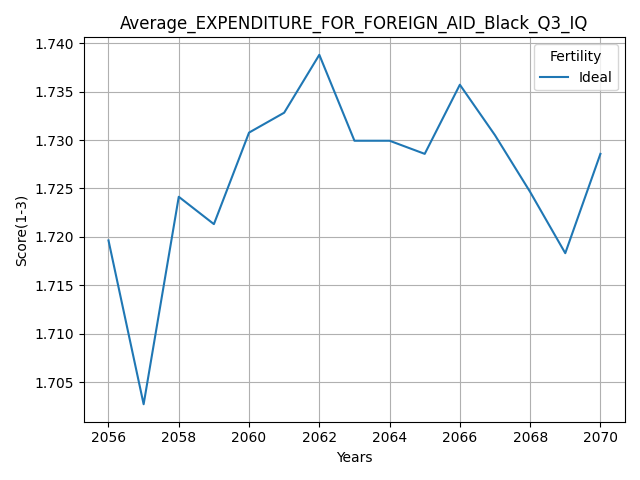 Average_EXPENDITURE_FOR_FOREIGN_AID_Black_Q3_IQ
Fertility
Ideal
Score(1-3)
1.740
1.735
1.730
1.725
1.720
1.715
1.710
1.705
2056 2058 2060 2062 2064 2066 2068 2070
Years